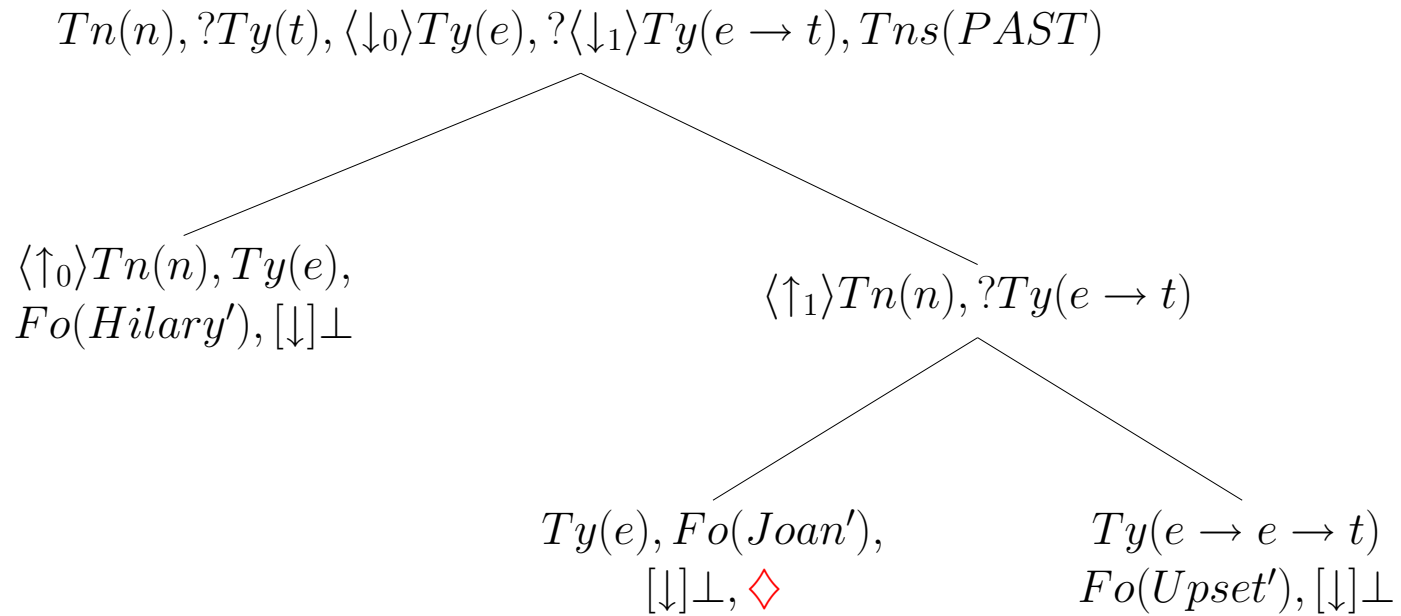 Tn(n), ?Ty(t), ⟨↓₀⟩Ty(e), ?⟨↓₁⟩Ty(e → t), Tns(PAST)
⟨↑₀⟩Tn(n), Ty(e),
Fo(Hilary′), [↓]⊥
⟨↑₁⟩Tn(n), ?Ty(e → t)
Ty(e), Fo(Joan′),
[↓]⊥, ♢
Ty(e → e → t)
Fo(Upset′), [↓]⊥